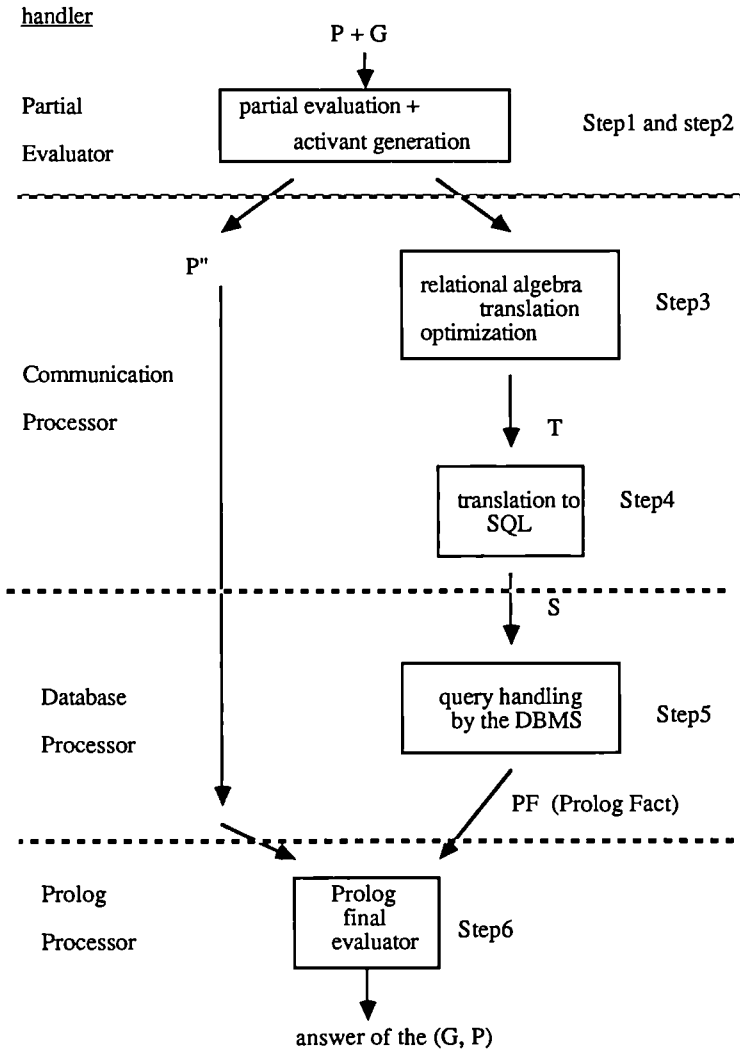 handler
P + G
Partial
Evaluator
partial evaluation +
activant generation
Step1 and step2
P"
relational algebra
translation
optimization
Step3
Communication
Processor
T
translation to
SQL
Step4
S
Database
Processor
query handling
by the DBMS
Step5
PF (Prolog Fact)
Prolog
Processor
Prolog
final
evaluator
Step6
answer of the (G, P)